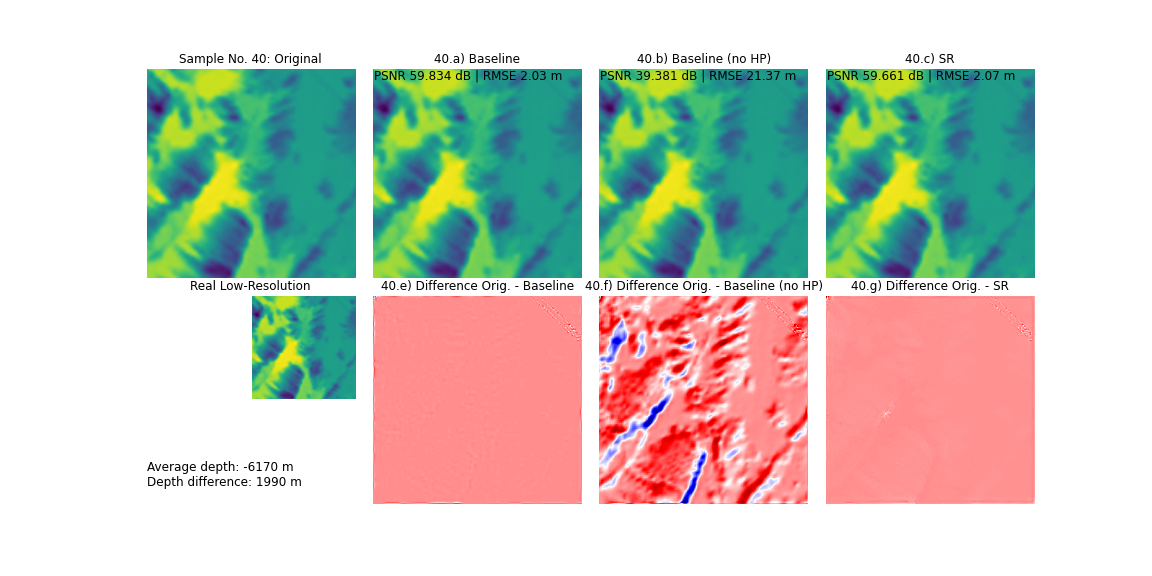 Sample No. 40: Original
40.a) Baseline
40.b) Baseline (no HP)
40.c) SR
PSNR 59.834 dB | RMSE 2.03 m
PSNR 39.381 dB | RMSE 21.37 m
PSNR 59.661 dB | RMSE 2.07 m
Real Low-Resolution
40.e) Difference Orig. - Baseline
40.f) Difference Orig. - Baseline (no HP)
40.g) Difference Orig. - SR
Average depth: -6170 m
Depth difference: 1990 m